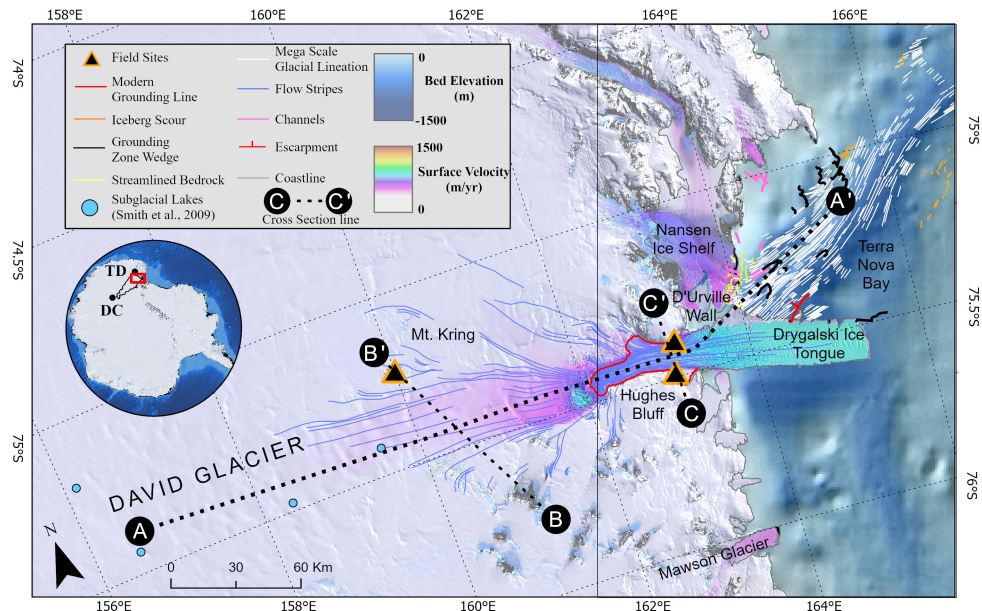 158°E
160°E
162°E
164°E
166°E
74°S
74.5°S
75°S
75°S
75.5°S
76°S
156°E
158°E
160°E
162°E
164°E
Field Sites
Modern
Grounding Line
Iceberg Scour
Grounding
Zone Wedge
Streamlined Bedrock
Subglacial Lakes
(Smith et al., 2009)
Mega Scale
Glacial Lineation
Flow Stripes
Channels
Escarpment
Coastline
C
C'
Cross Section line
0
Bed Elevation
(m)
-1500
1500
Surface Velocity
(m/yr)
0
TD
DC
A'
Nansen
Ice Shelf
Terra
Nova
Bay
C'
D'Urville
Wall
Drygalski Ice
Tongue
Mt. Kring
B'
Hughes
Bluff
C
DAVID GLACIER
A
B
Mawson Glacier
N
0
30
60 Km